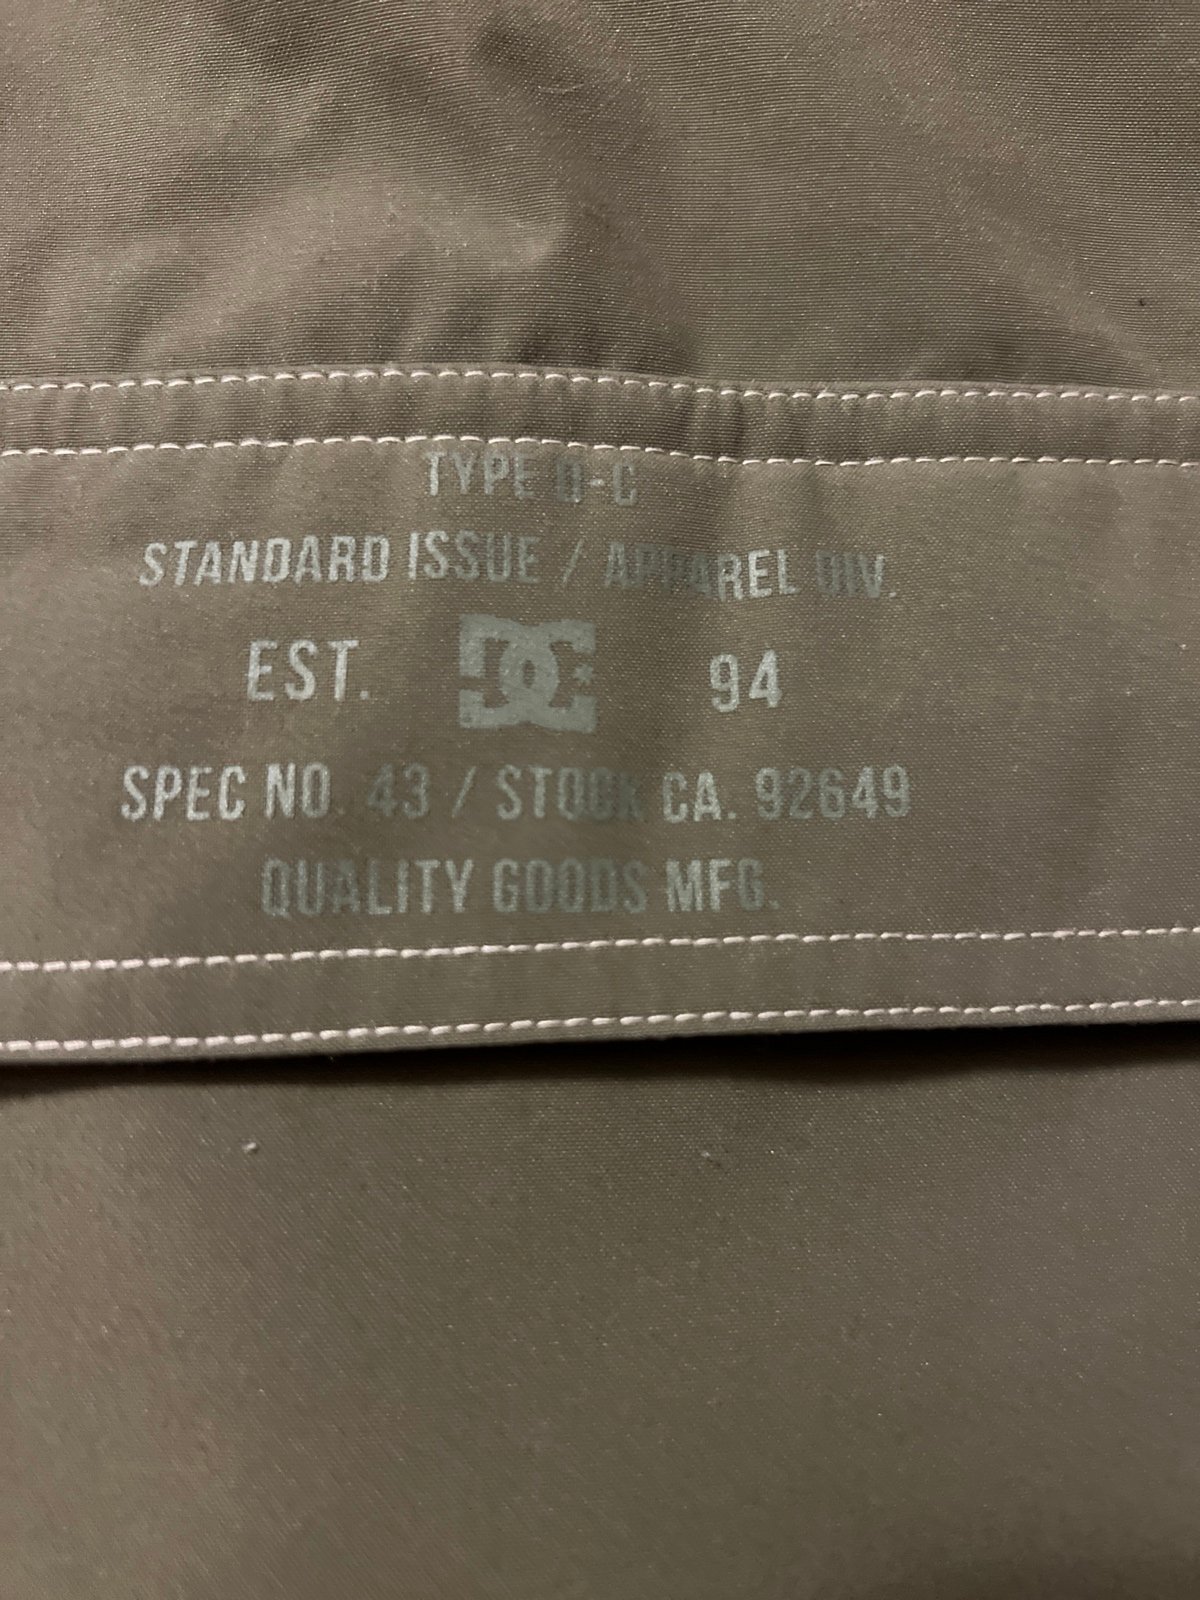 TYPE D-C
STANDARD ISSUE / APPAREL DIV.
EST. DC 94
SPEC NO. 43 / STOCK CA. 92649
QUALITY GOODS MFG.